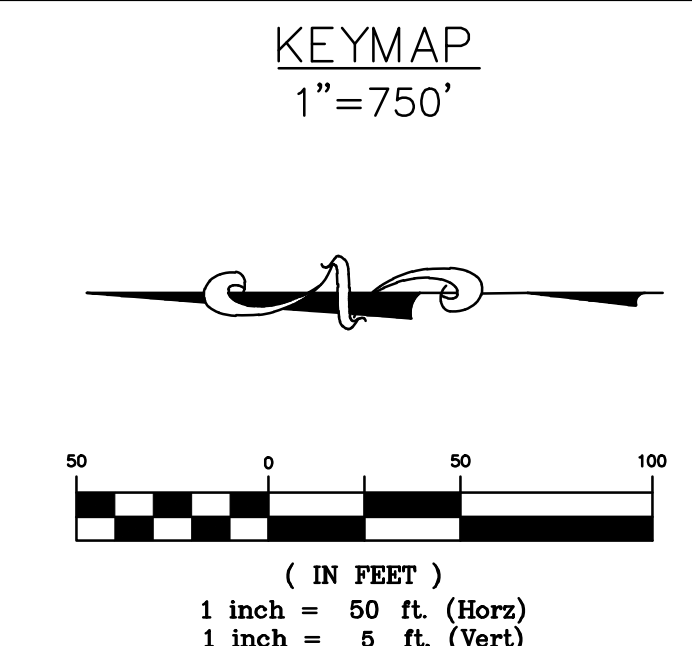 KEYMAP
1”=750’
N
50 0 50 100
( IN FEET )
1 inch = 50 ft. (Horz)
1 inch = 5 ft. (Vert)